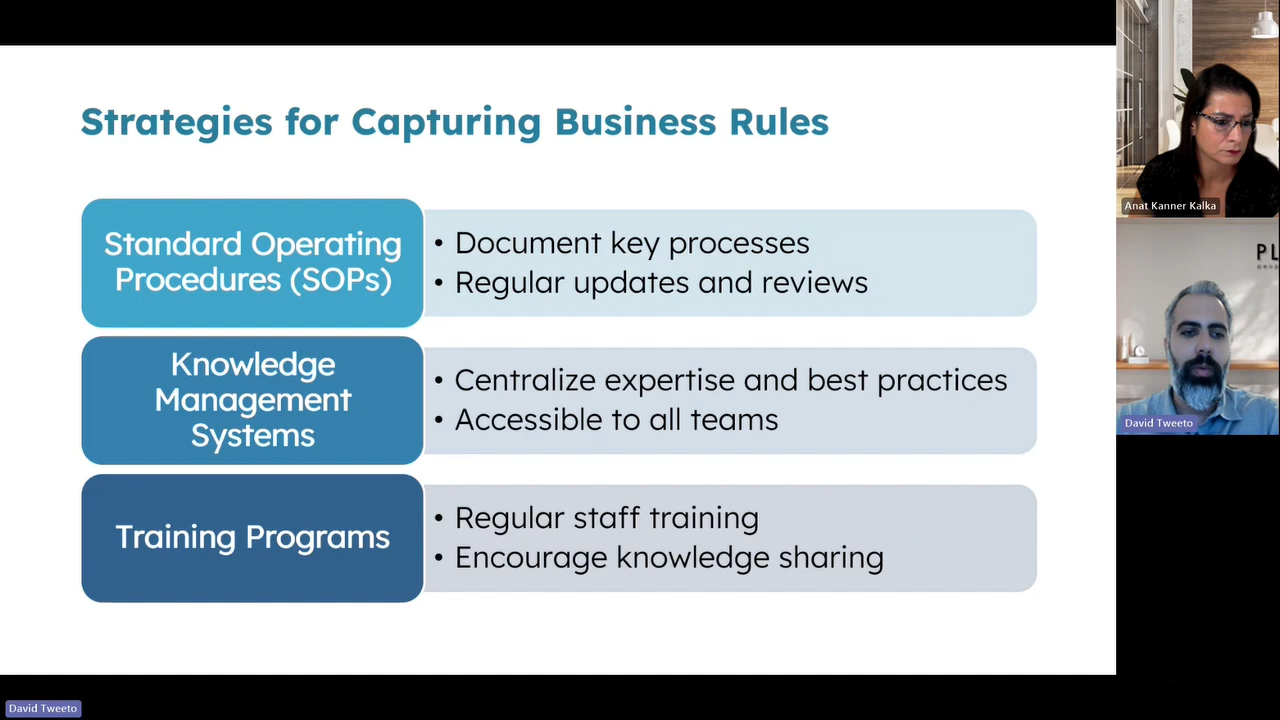 Strategies for Capturing Business Rules
Standard Operating
Procedures (SOPs)
• Document key processes
• Regular updates and reviews
Knowledge
Management
Systems
• Centralize expertise and best practices
• Accessible to all teams
Training Programs
• Regular staff training
• Encourage knowledge sharing
Anat Kanner Kalka
PL
David Tweeto
David Tweeto